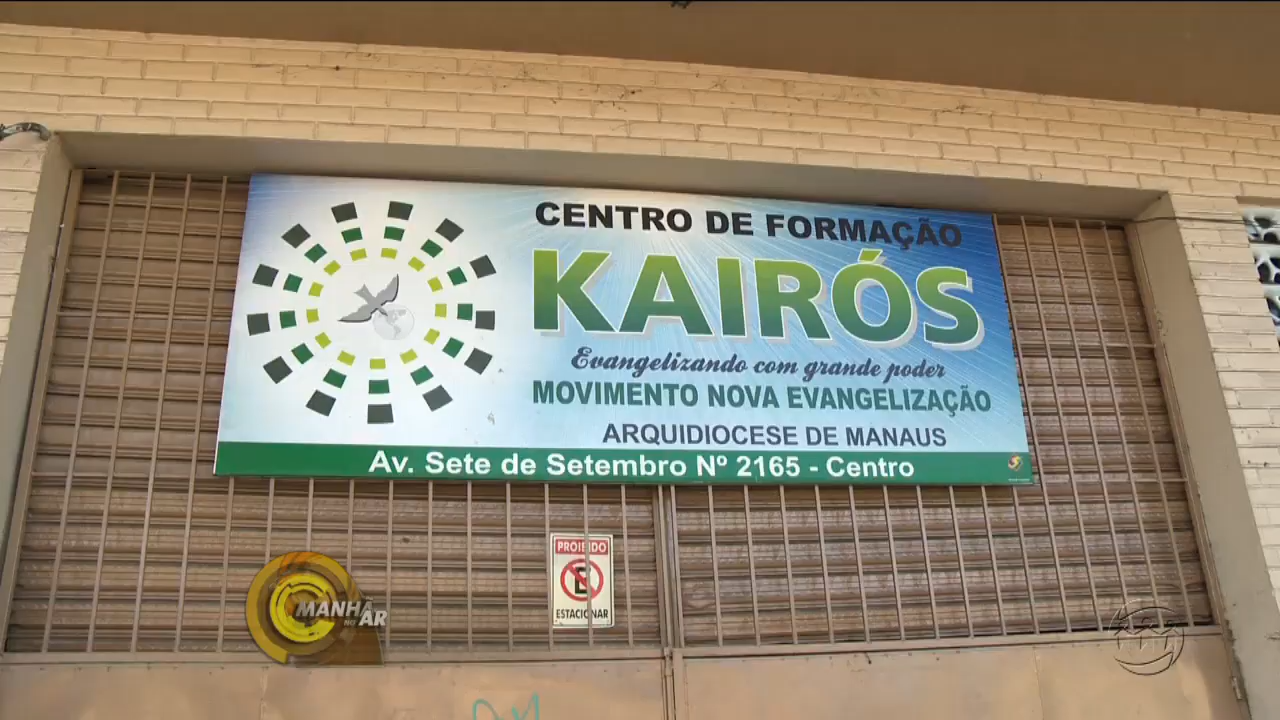 CENTRO DE FORMAÇÃO
KAIRÓS
Evangelizando com grande poder
MOVIMENTO NOVA EVANGELIZAÇÃO
ARQUIDIOCESE DE MANAUS
Av. Sete de Setembro Nº 2165 - Centro
PROIBIDO
E
ESTACIONAR
MANHÃ
NO AR